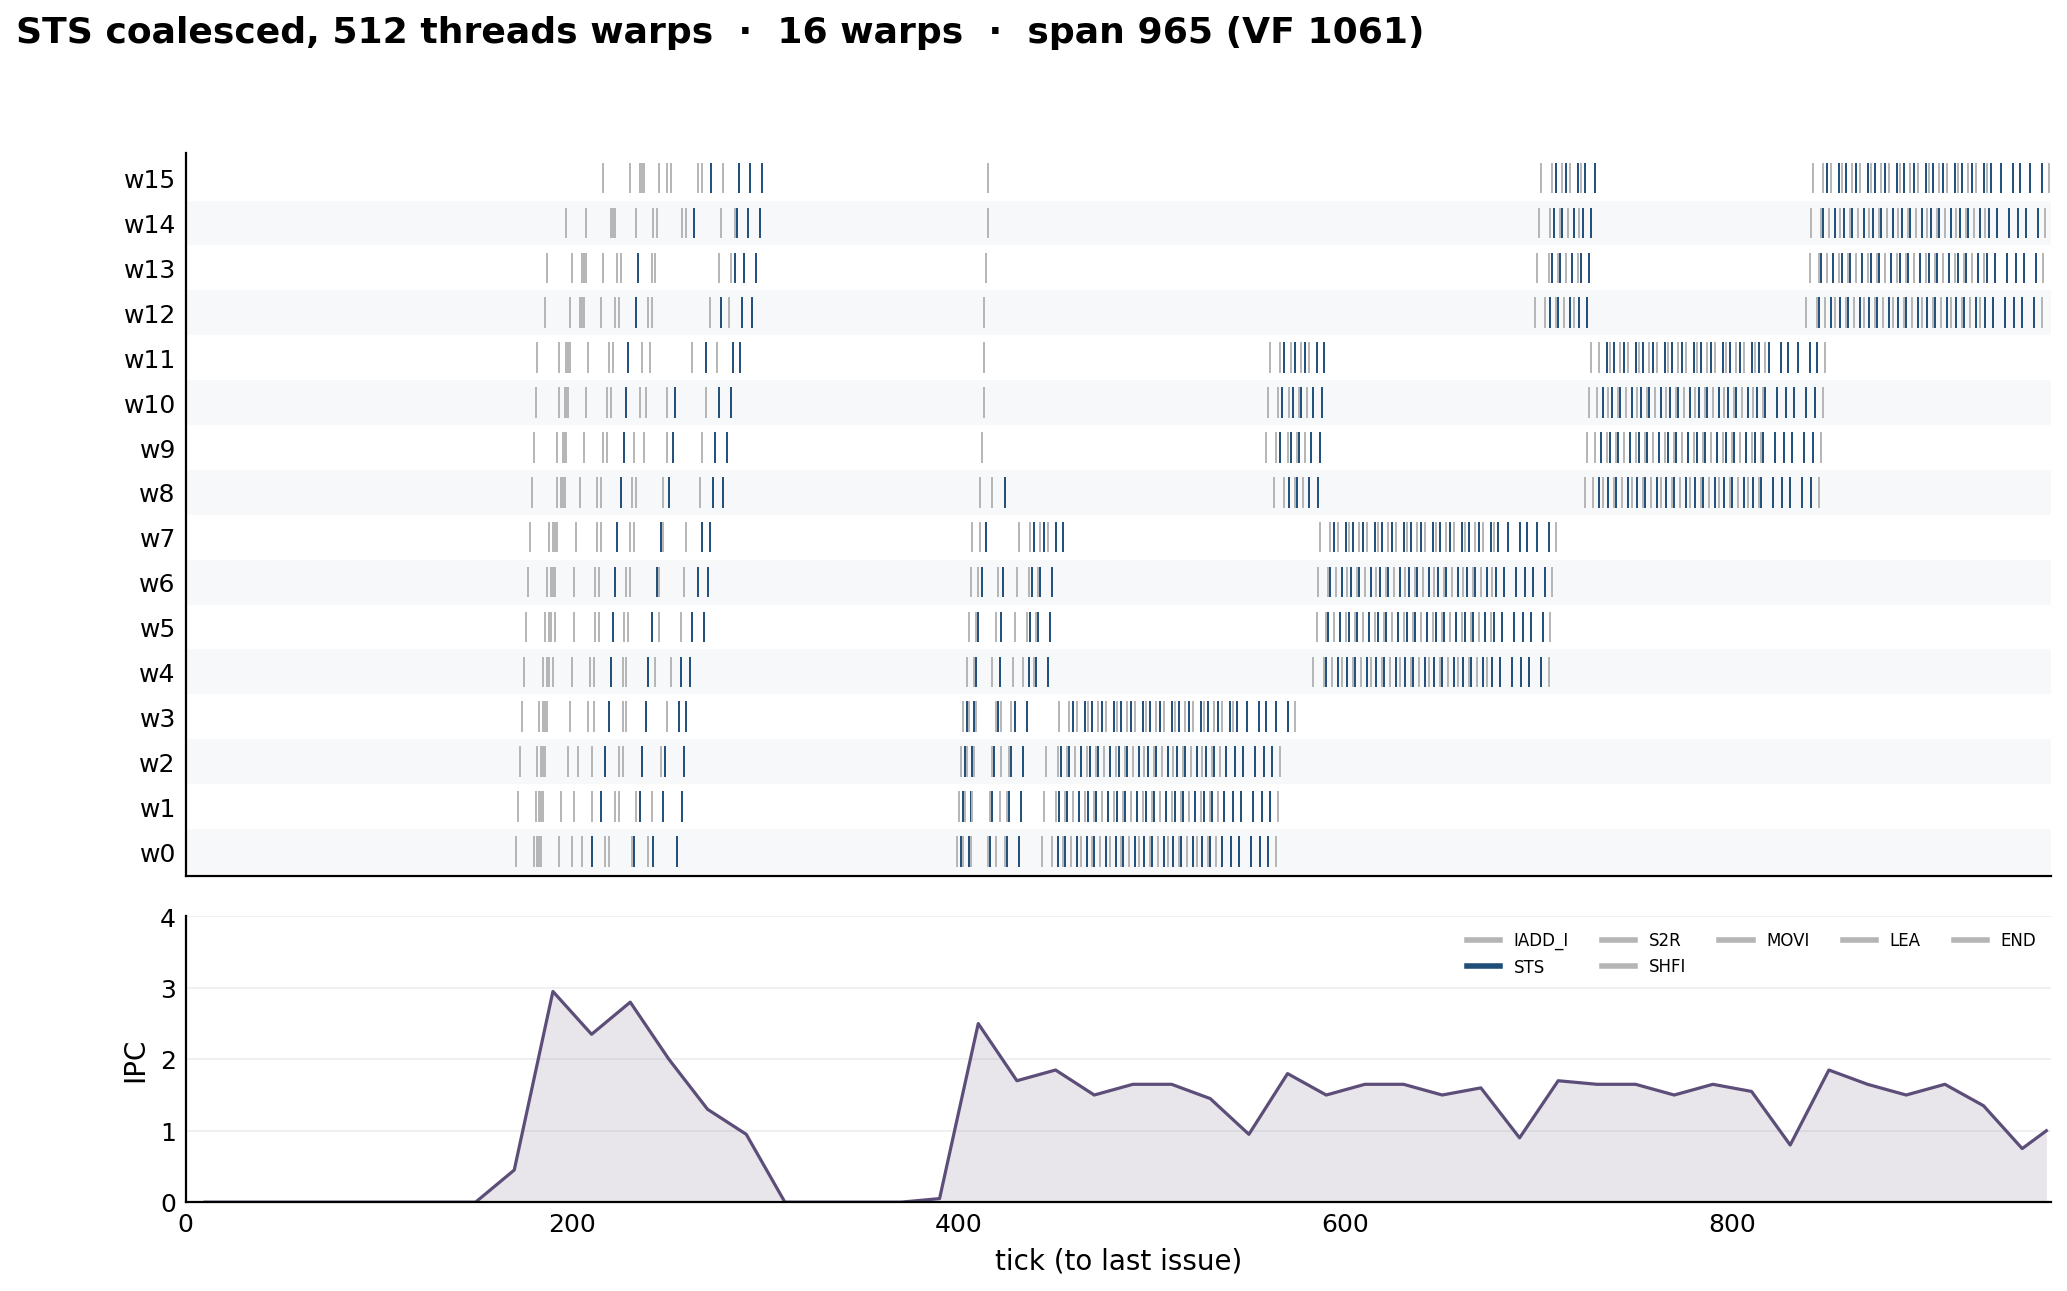 STS coalesced, 512 threads warps · 16 warps · span 965 (VF 1061)
w15
w14
w13
w12
w11
w10
w9
w8
w7
w6
w5
w4
w3
w2
w1
w0
4
3
2
1
0
IPC
IADD_I S2R MOVI LEA END
STS SHFI
0 200 400 600 800
tick (to last issue)